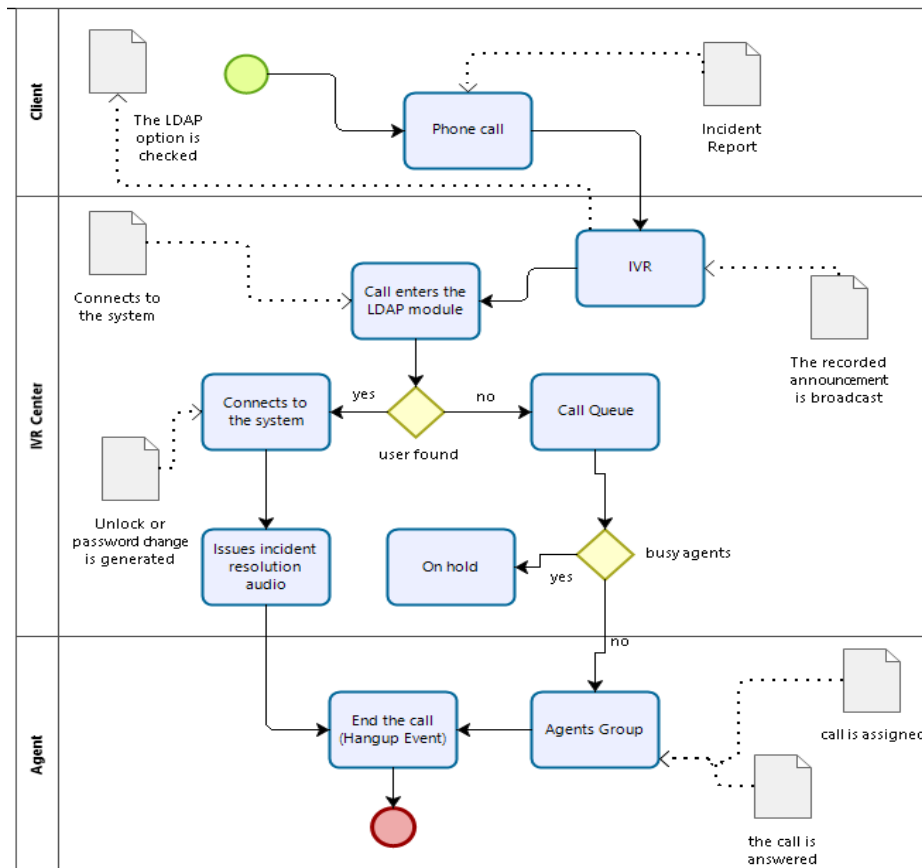 Client
The LDAP
option is
checked
Phone call
Incident
Report
IVR Center
Connects to
the system
Call enters the
LDAP module
IVR
The recorded
announcement
is broadcast
Connects to
the system
yes
user found
no
Call Queue
Unlock or
password change
is generated
Issues incident
resolution
audio
On hold
yes
busy agents
no
Agent
End the call
(Hangup Event)
Agents Group
call is assigned
the call is
answered